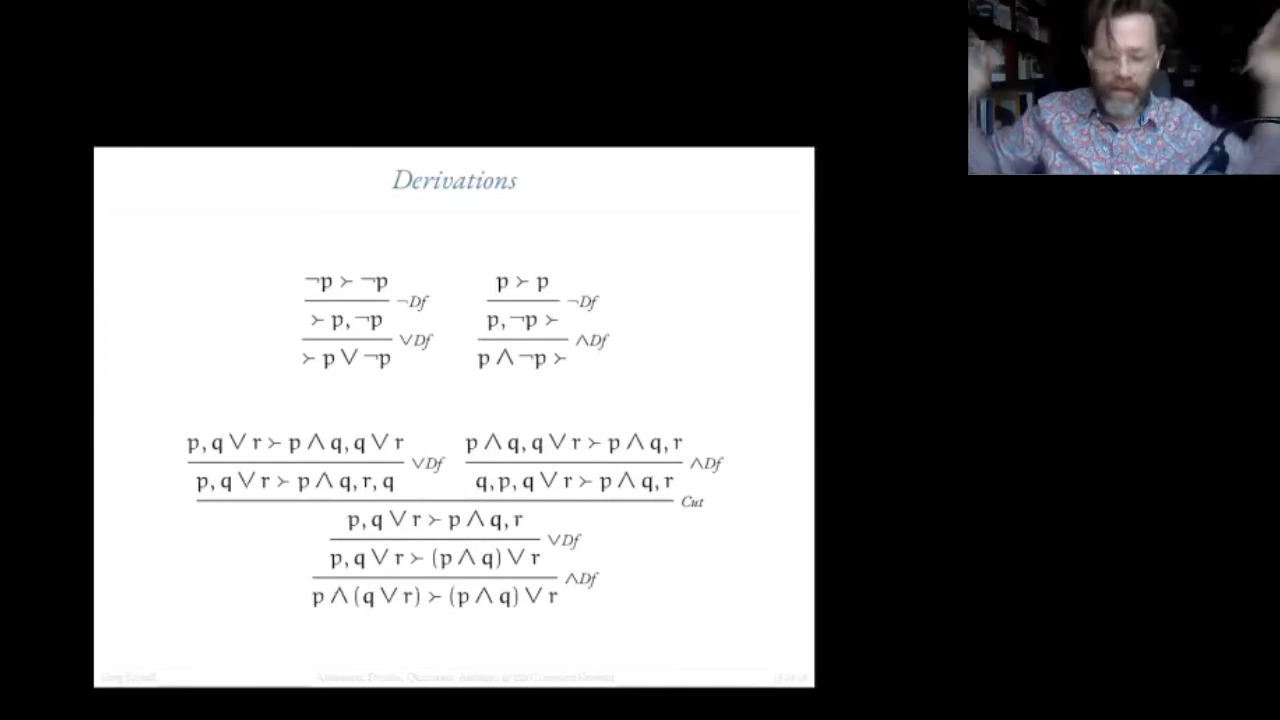 Derivations
¬p ≻ ¬p
¬Df
≻ p, ¬p
∨Df
≻ p ∨ ¬p
p ≻ p
¬Df
p, ¬p ≻
∧Df
p ∧ ¬p ≻
p, q ∨ r ≻ p ∧ q, q ∨ r
∨Df
p, q ∨ r ≻ p ∧ q, r, q
p ∧ q, q ∨ r ≻ p ∧ q, r
∧Df
q, p, q ∨ r ≻ p ∧ q, r
Cut
p, q ∨ r ≻ p ∧ q, r
∨Df
p, q ∨ r ≻ (p ∧ q) ∨ r
∧Df
p ∧ (q ∨ r) ≻ (p ∧ q) ∨ r